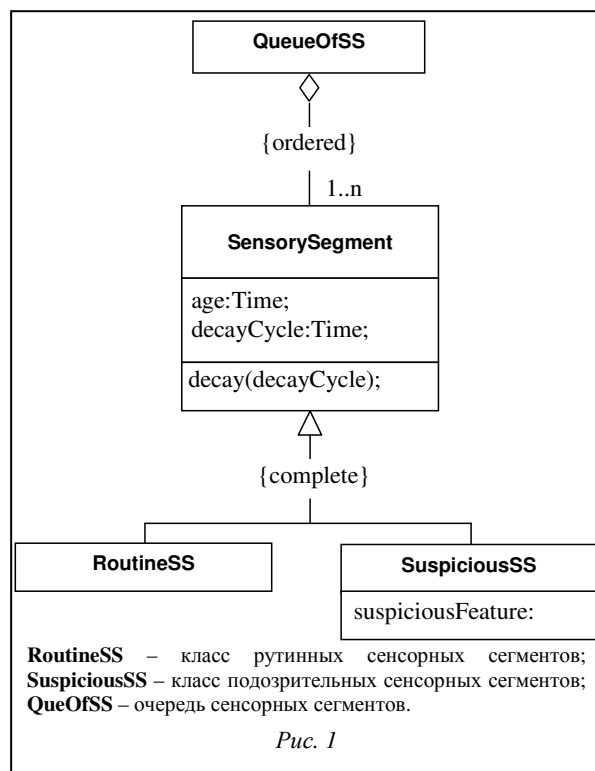 QueueOfSS
{ordered}
1..n
SensorySegment
age:Time;
decayCycle:Time;
decay(decayCycle);
{complete}
RoutineSS
SuspiciousSS
suspiciousFeature:
RoutineSS – класс рутинных сенсорных сегментов;
SuspiciousSS – класс подозрительных сенсорных сегментов;
QueOfSS – очередь сенсорных сегментов.
Рис. 1